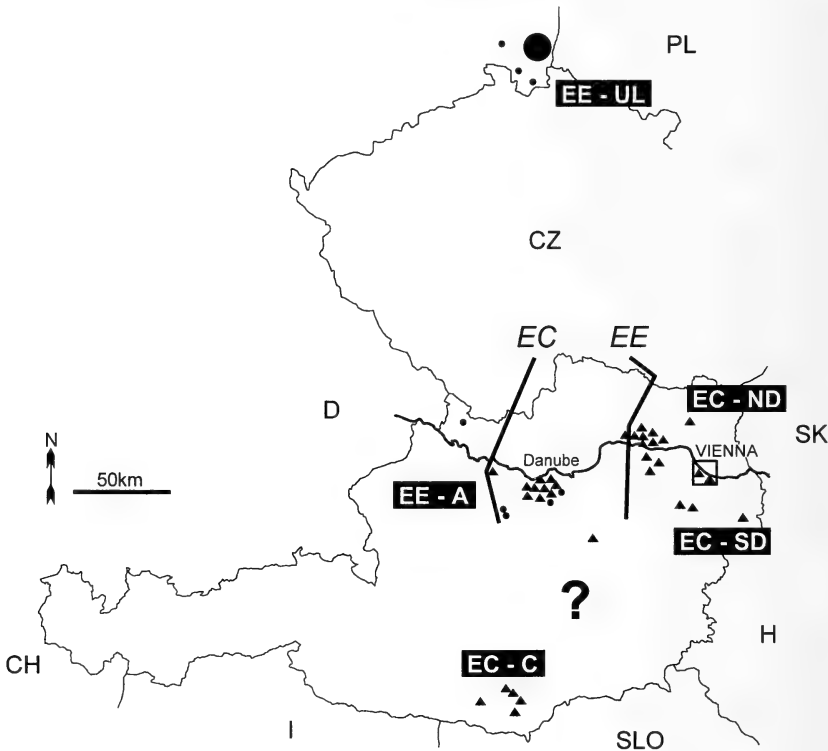 PL
EE - UL
CZ
EC
EE
EC - ND
D
SK
N
VIENNA
50km
Danube
EE - A
EC - SD
?
H
EC - C
CH
I
SLO